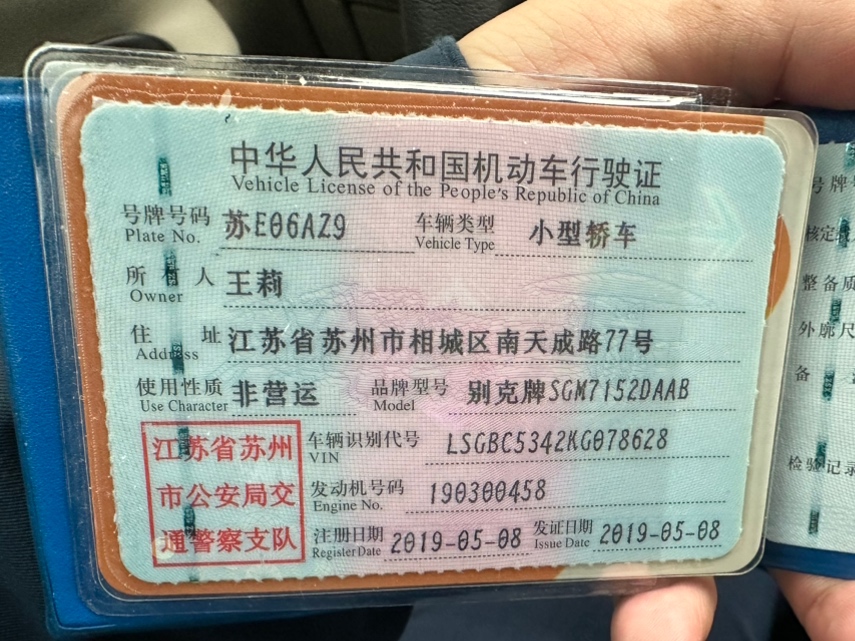 中华人民共和国机动车行驶证
Vehicle License of the People's Republic of China
号牌号码 苏E06AZ9 车辆类型 小型轿车
Plate No. Vehicle Type
所有人 王莉
Owner
住址 江苏省苏州市相城区南天成路77号
Address
使用性质 非营运 品牌型号 别克牌SGM7152DAAB
Use Character Model
江苏省苏州
市公安局交
通警察支队
车辆识别代号 LSGBC5342KG078628
VIN
发动机号码 190300458
Engine No.
注册日期 2019-05-08 发证日期 2019-05-08
Register Date Issue Date
号牌号
核定
整备质
外廓尺
备
检验记录